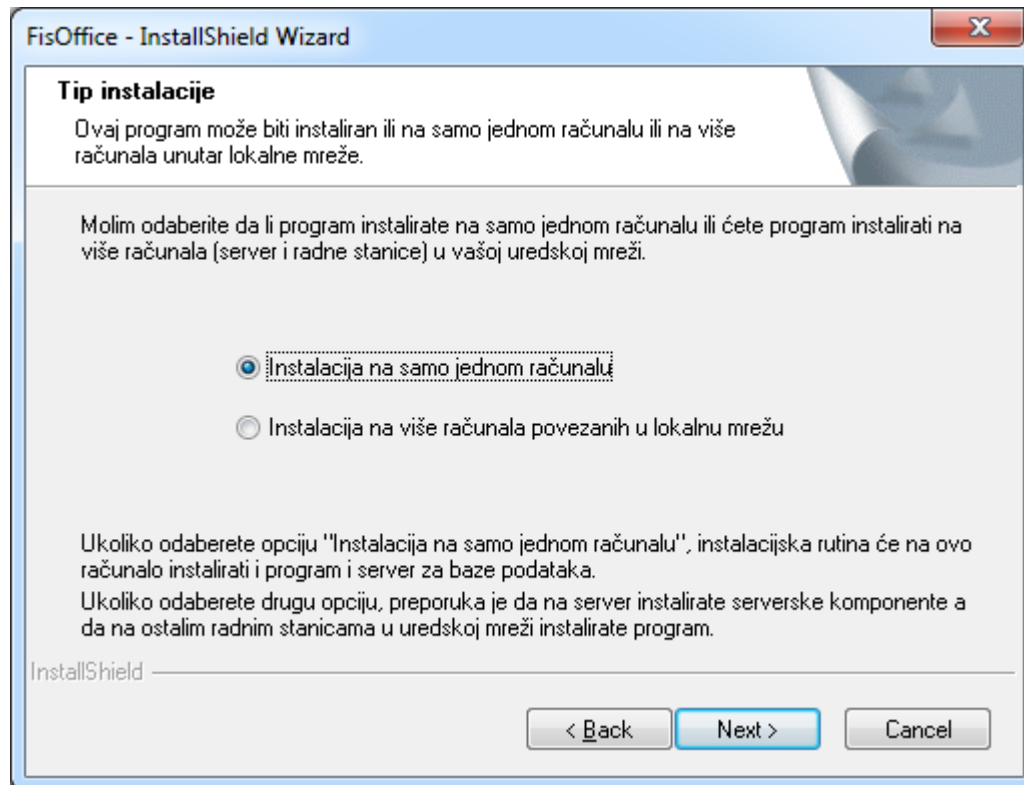 FisOffice - InstallShield Wizard
Tip instalacije
Ovaj program može biti instaliran ili na samo jednom računalu ili na više
računala unutar lokalne mreže.
Molim odaberite da li program instalirate na samo jednom računalu ili ćete program instalirati na
više računala (server i radne stanice) u vašoj uredskoj mreži.
Instalacija na samo jednom računalu
Instalacija na više računala povezanih u lokalnu mrežu
Ukoliko odaberete opciju "Instalacija na samo jednom računalu", instalacijska rutina će na ovo
računalo instalirati i program i server za baze podataka.
Ukoliko odaberete drugu opciju, preporuka je da na server instalirate serverske komponente a
da na ostalim radnim stanicama u uredskoj mreži instalirate program.
InstallShield
< Back Next > Cancel